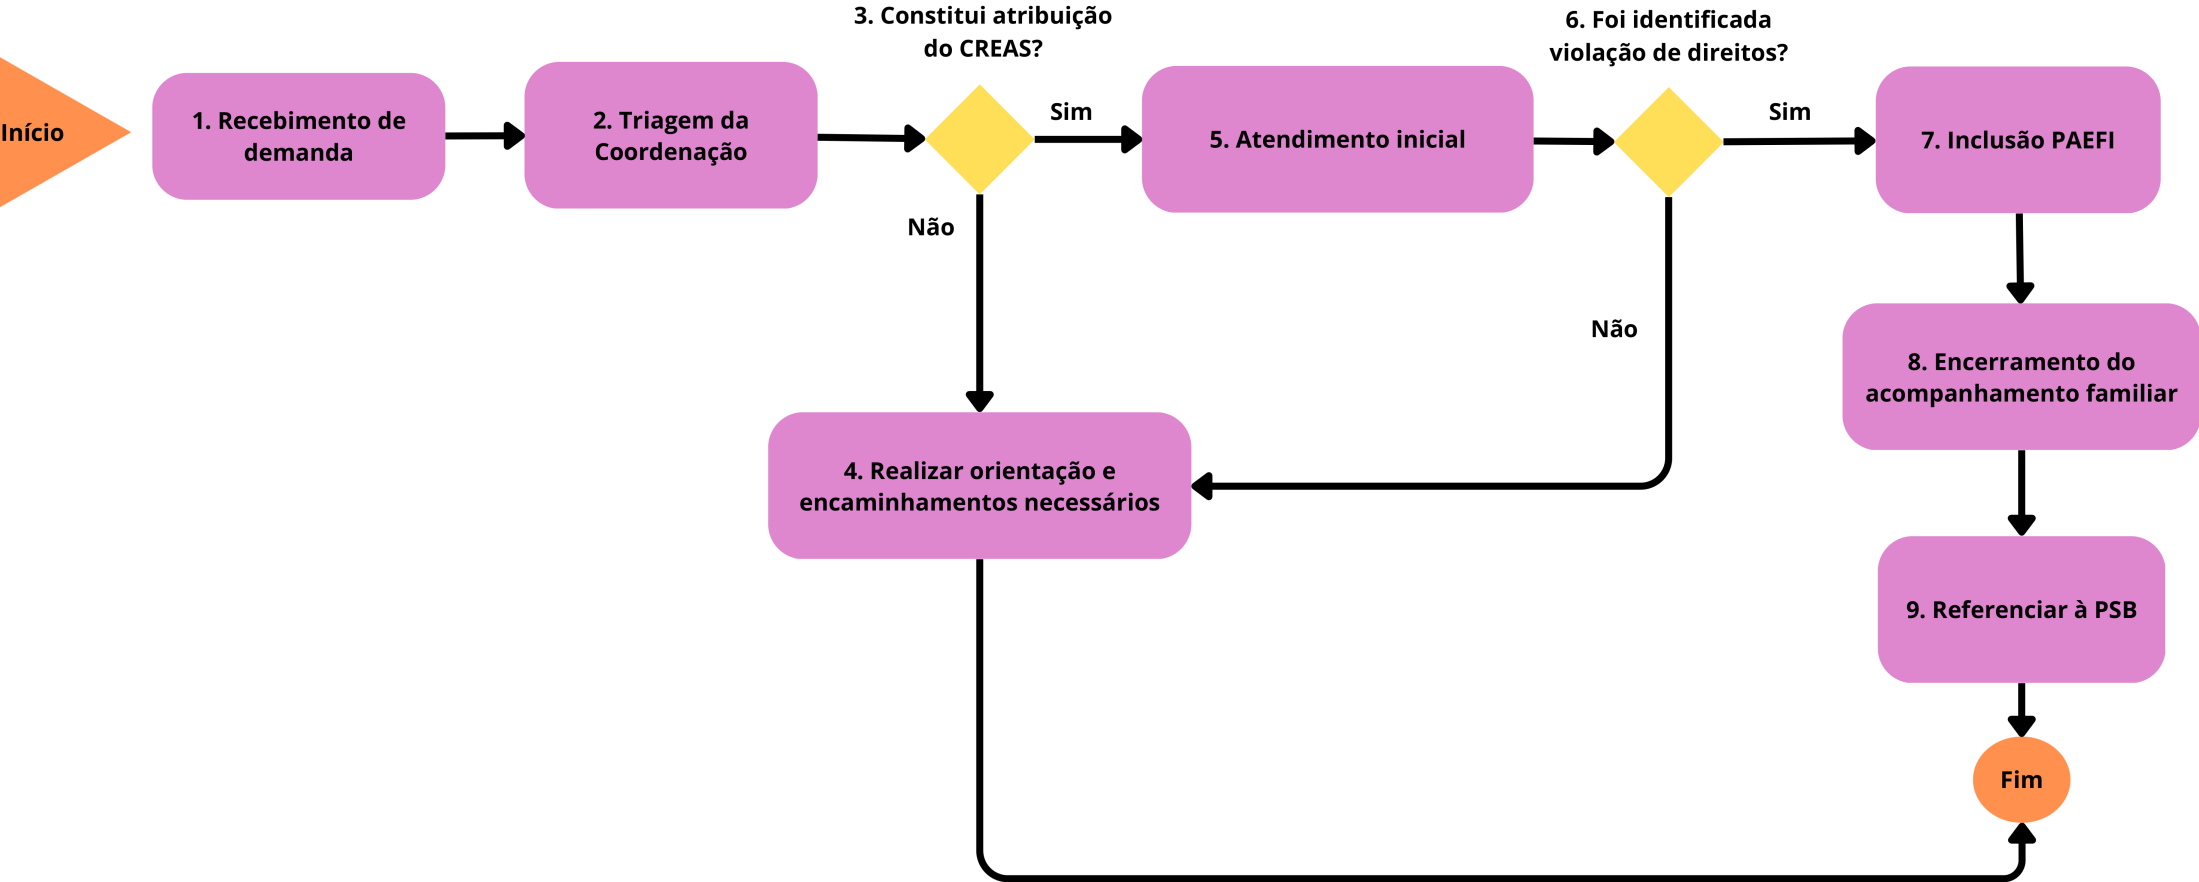 Início
1. Recebimento de
demanda
2. Triagem da
Coordenação
3. Constitui atribuição
do CREAS?
Sim
Não
4. Realizar orientação e
encaminhamentos necessários
5. Atendimento inicial
6. Foi identificada
violação de direitos?
Sim
Não
7. Inclusão PAEFI
8. Encerramento do
acompanhamento familiar
9. Referenciar à PSB
Fim